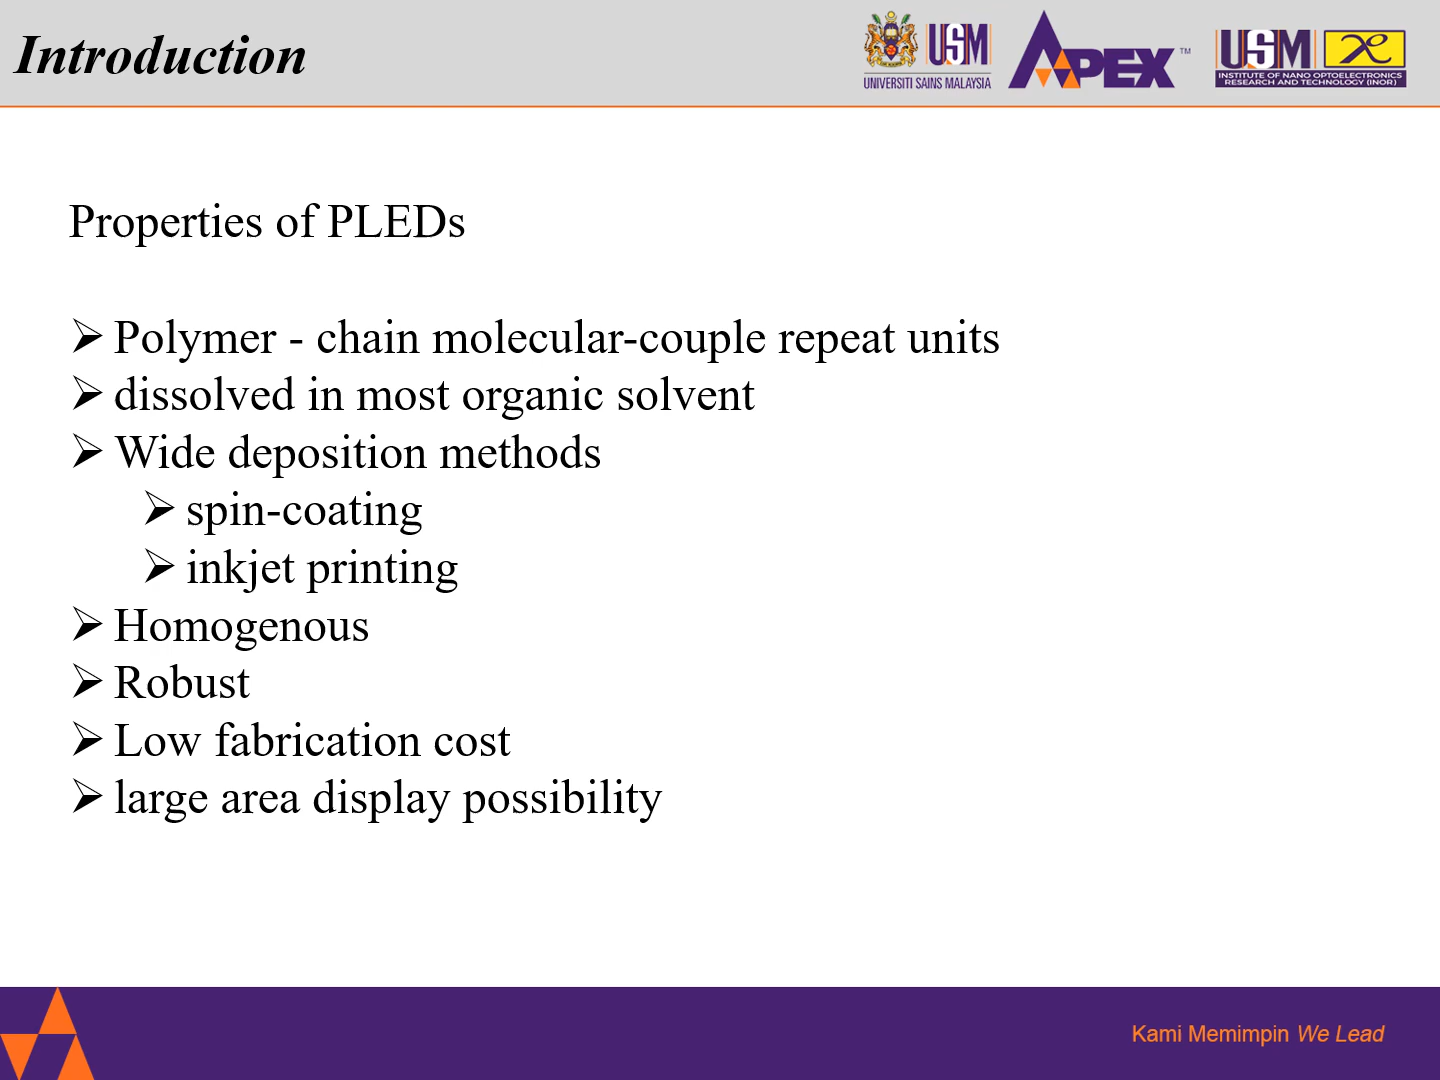 Introduction
USM
UNIVERSITI SAINS MALAYSIA
APEX™
USM
INSTITUTE OF NANO OPTOELECTRONICS
RESEARCH AND TECHNOLOGY (INOR)
Properties of PLEDs
➢ Polymer - chain molecular-couple repeat units
➢ dissolved in most organic solvent
➢ Wide deposition methods
➢ spin-coating
➢ inkjet printing
➢ Homogenous
➢ Robust
➢ Low fabrication cost
➢ large area display possibility
Kami Memimpin We Lead